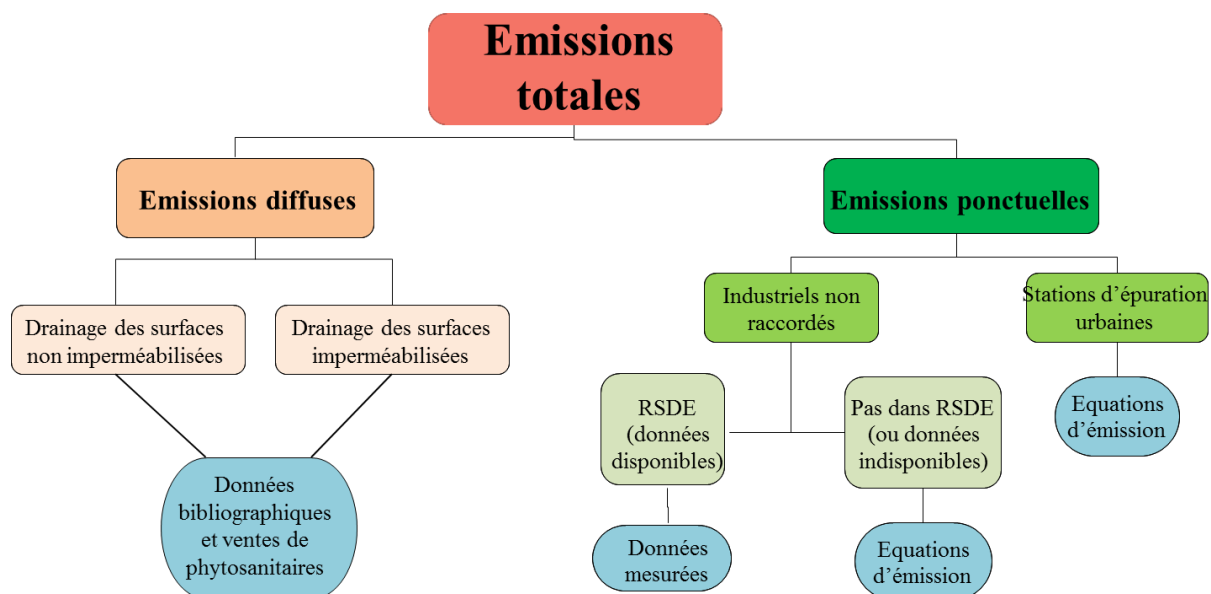 Emissions
totales
Emissions diffuses
Emissions ponctuelles
Drainage des surfaces
non imperméabilisées
Drainage des surfaces
imperméabilisées
Industriels non
raccordés
Stations d’épuration
urbaines
Données
bibliographiques
et ventes de
phytosanitaires
RSDE
(données
disponibles)
Pas dans RSDE
(ou données
indisponibles)
Equations
d’émission
Données
mesurées
Equations
d’émission